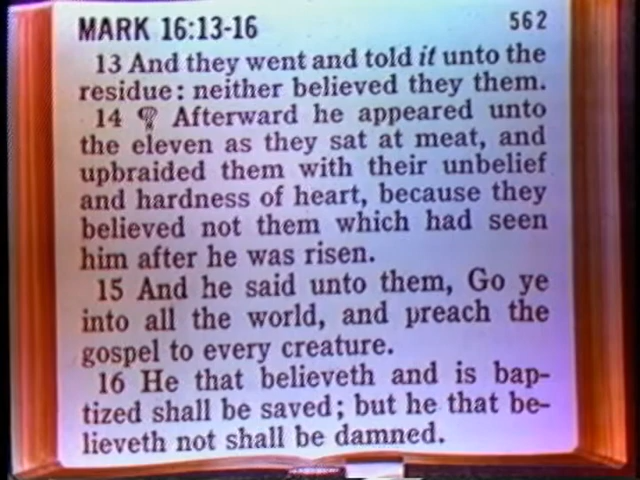 MARK 16:13-16 562
13 And they went and told it unto the
residue: neither believed they them.
14 ¶ Afterward he appeared unto
the eleven as they sat at meat, and
upbraided them with their unbelief
and hardness of heart, because they
believed not them which had seen
him after he was risen.
15 And he said unto them, Go ye
into all the world, and preach the
gospel to every creature.
16 He that believeth and is bap-
tized shall be saved; but he that be-
lieveth not shall be damned.